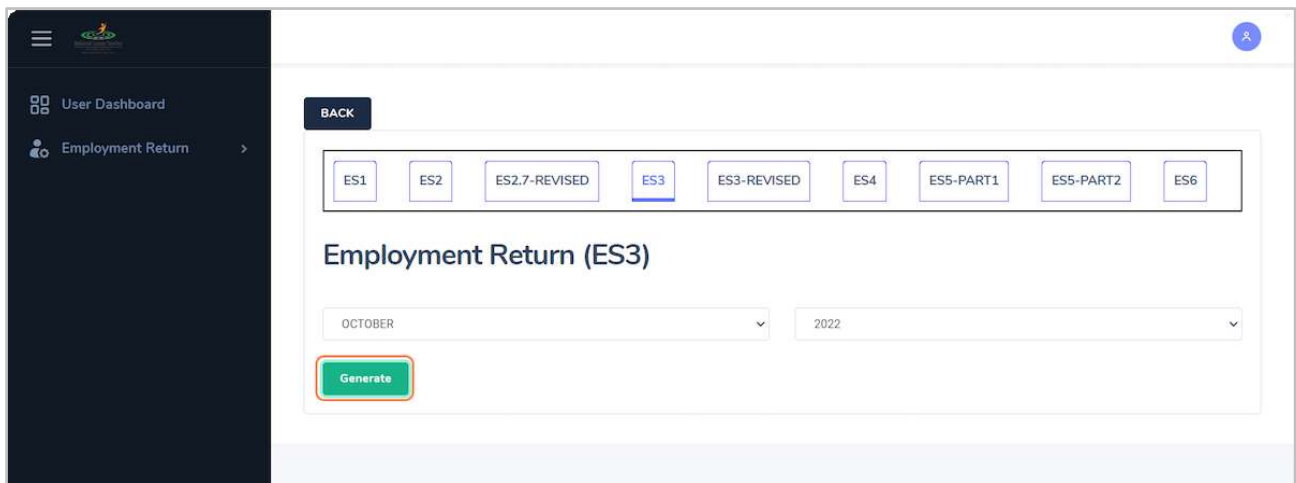 User Dashboard
Employment Return
BACK
ES1 ES2 ES2.7-REVISED ES3 ES3-REVISED ES4 ES5-PART1 ES5-PART2 ES6
Employment Return (ES3)
OCTOBER 2022
Generate